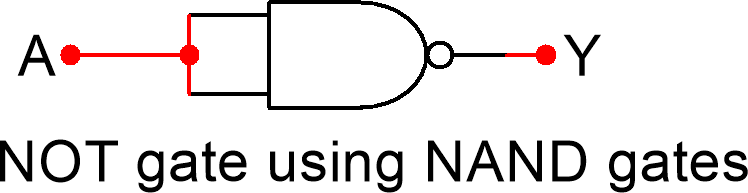 A Y
NOT gate using NAND gates